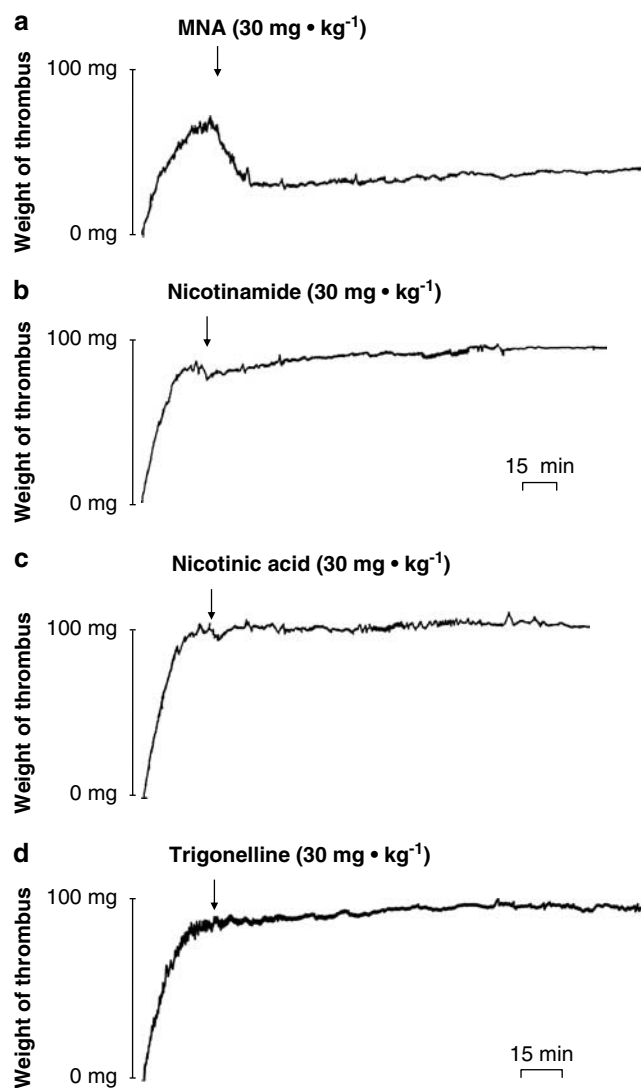 a
MNA (30 mg • kg-1)
100 mg
Weight of thrombus
0 mg
b
Nicotinamide (30 mg • kg-1)
100 mg
Weight of thrombus
15 min
0 mg
c
Nicotinic acid (30 mg • kg-1)
100 mg
Weight of thrombus
0 mg
d
Trigonelline (30 mg • kg-1)
100 mg
Weight of thrombus
15 min
0 mg